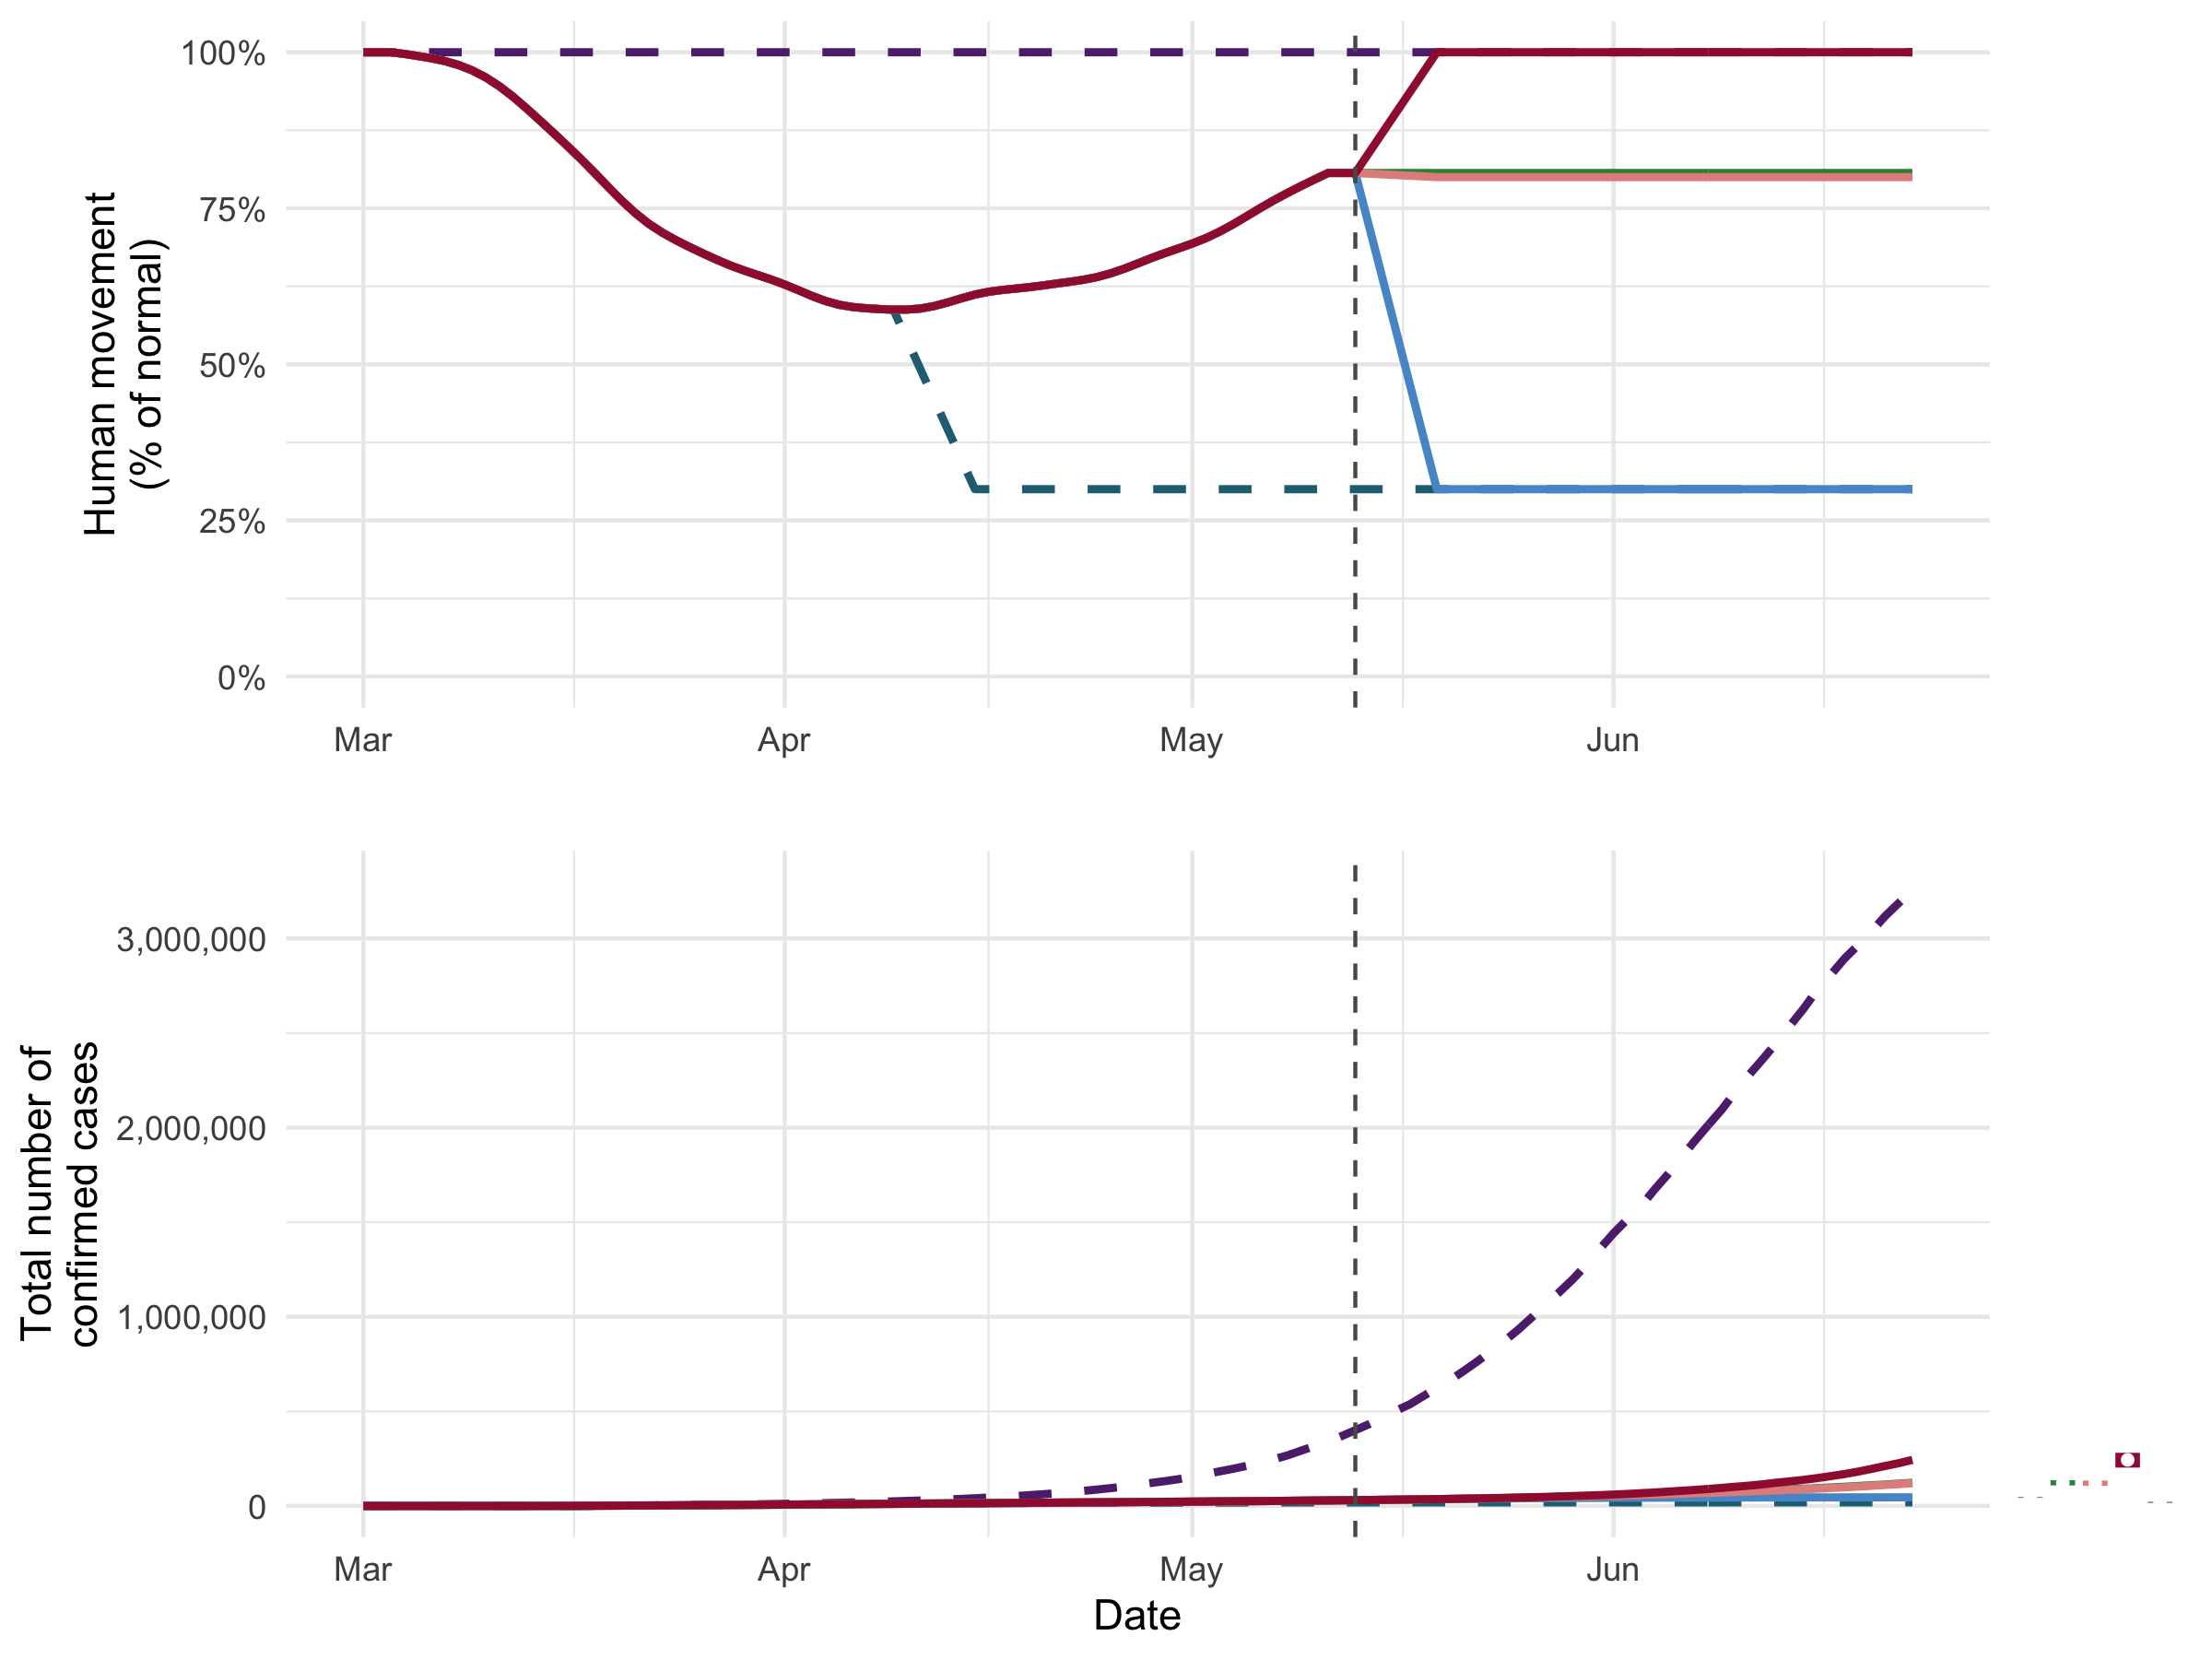 Human movement
(% of normal)
100%
75%
50%
25%
0%
Mar Apr May Jun
Total number of
confirmed cases
3,000,000
2,000,000
1,000,000
0
Mar Apr May Jun
Date